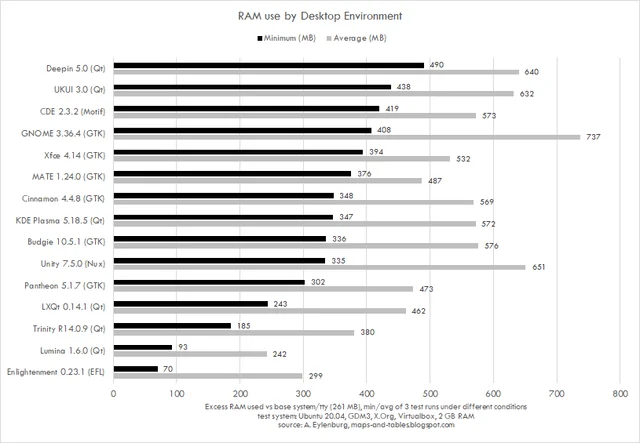 RAM use by Desktop Environment
Minimum (MB) Average (MB)
Deepin 5.0 (Qt) 490 640
UKUI 3.0 (Qt) 438 632
CDE 2.3.2 (Motif) 419 573
GNOME 3.36.4 (GTK) 408 737
Xfce 4.14 (GTK) 394 532
MATE 1.24.0 (GTK) 376 487
Cinnamon 4.4.8 (GTK) 348 569
KDE Plasma 5.18.5 (Qt) 347 572
Budgie 10.5.1 (GTK) 336 576
Unity 7.5.0 (Nux) 335 651
Pantheon 5.1.7 (GTK) 302 473
LXQt 0.14.1 (Qt) 243 462
Trinity R14.0.9 (Qt) 185 380
Lumina 1.6.0 (Qt) 93 242
Enlightenment 0.23.1 (EFL) 70 299
0 100 200 300 400 500 600 700 800
Excess RAM used vs base system/tty (261 MB), min/avg of 3 test runs under different conditions
test system: Ubuntu 20.04, GDM3, X.Org, Virtualbox, 2 GB RAM
source: A. Eylenburg, maps-and-tables.blogspot.com